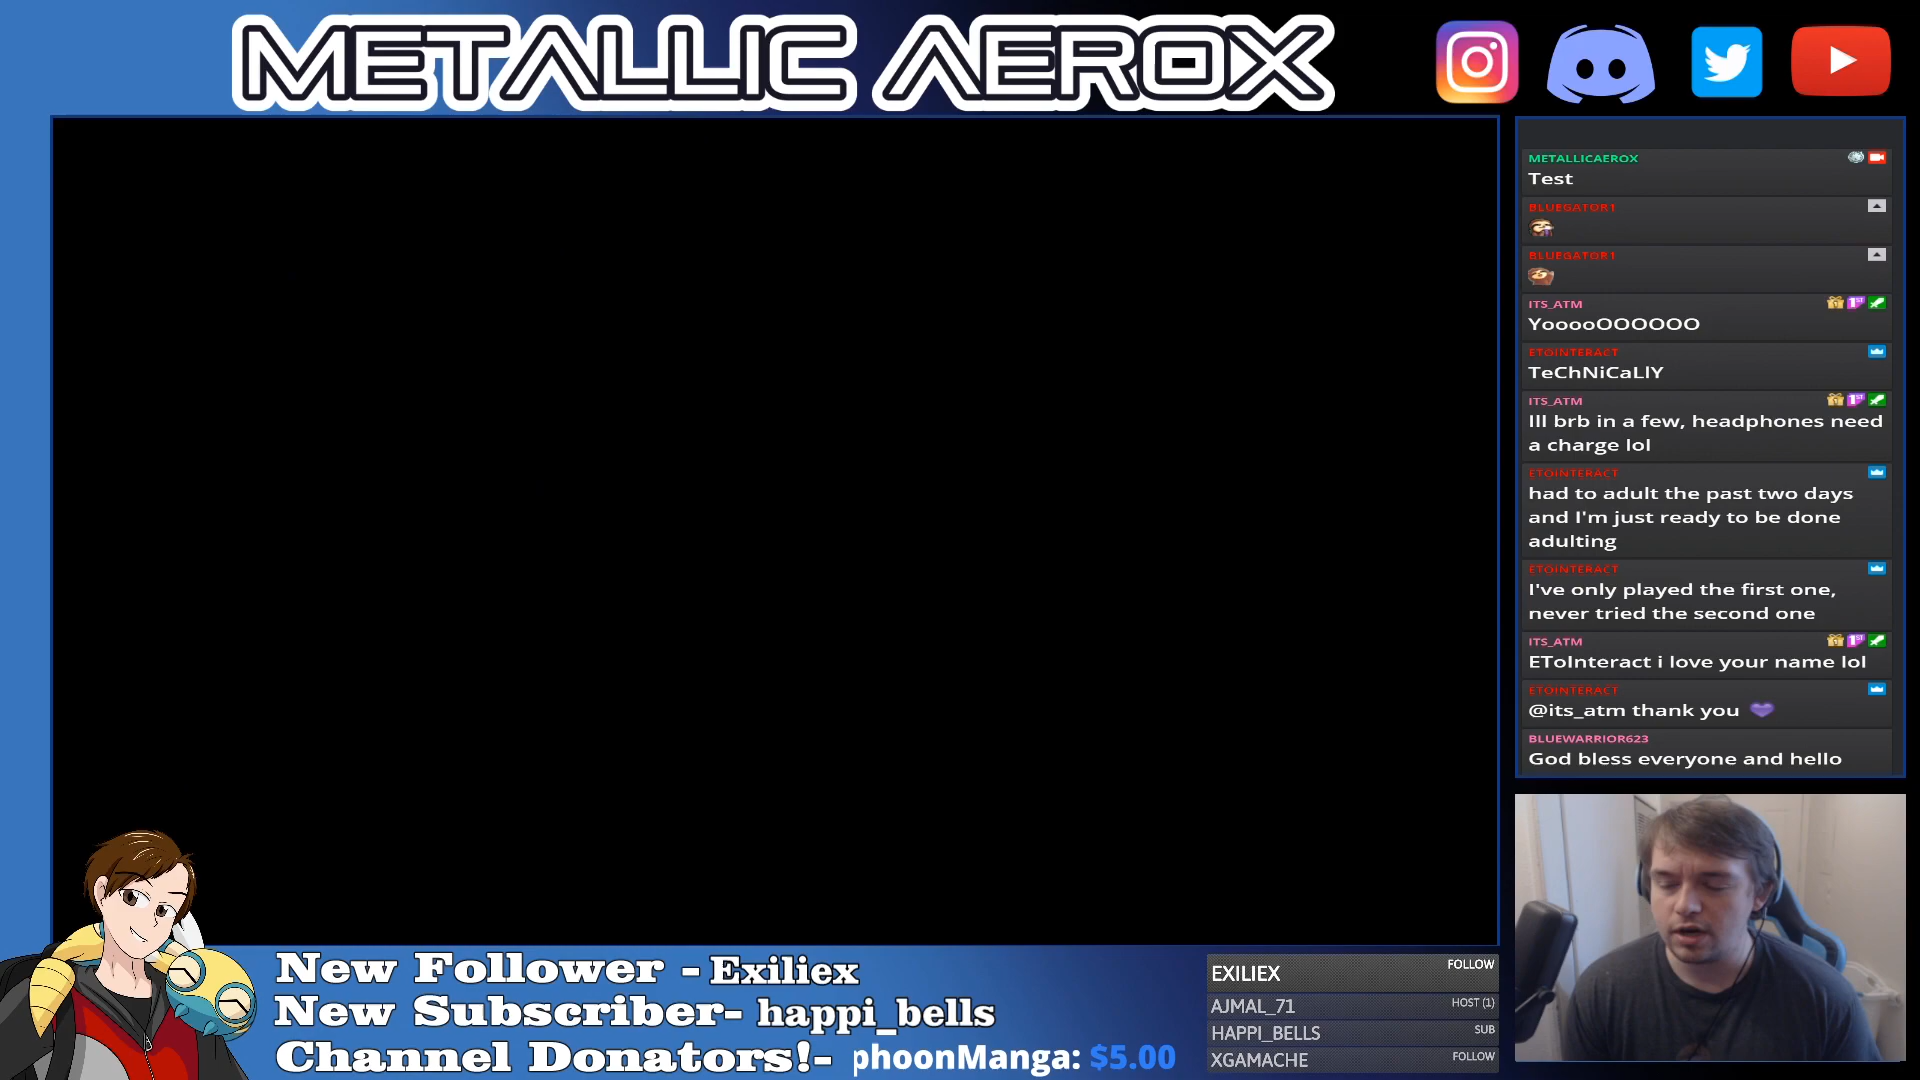 METALLIC AEROX
METALLICAEROX
Test
BLUEGATOR1
BLUEGATOR1
ITS_ATM
YooooOOOOOO
ETOINTERACT
TeChNiCaLlY
ITS_ATM
Ill brb in a few, headphones need
a charge lol
ETOINTERACT
had to adult the past two days
and I'm just ready to be done
adulting
ETOINTERACT
I've only played the first one,
never tried the second one
ITS_ATM
EToInteract i love your name lol
ETOINTERACT
@its_atm thank you
BLUEWARRIOR623
God bless everyone and hello
New Follower - Exiliex
New Subscriber- happi_bells
Channel Donators!- phoonManga: $5.00
EXILIEX FOLLOW
AJMAL_71 HOST (1)
HAPPI_BELLS SUB
XGAMACHE FOLLOW